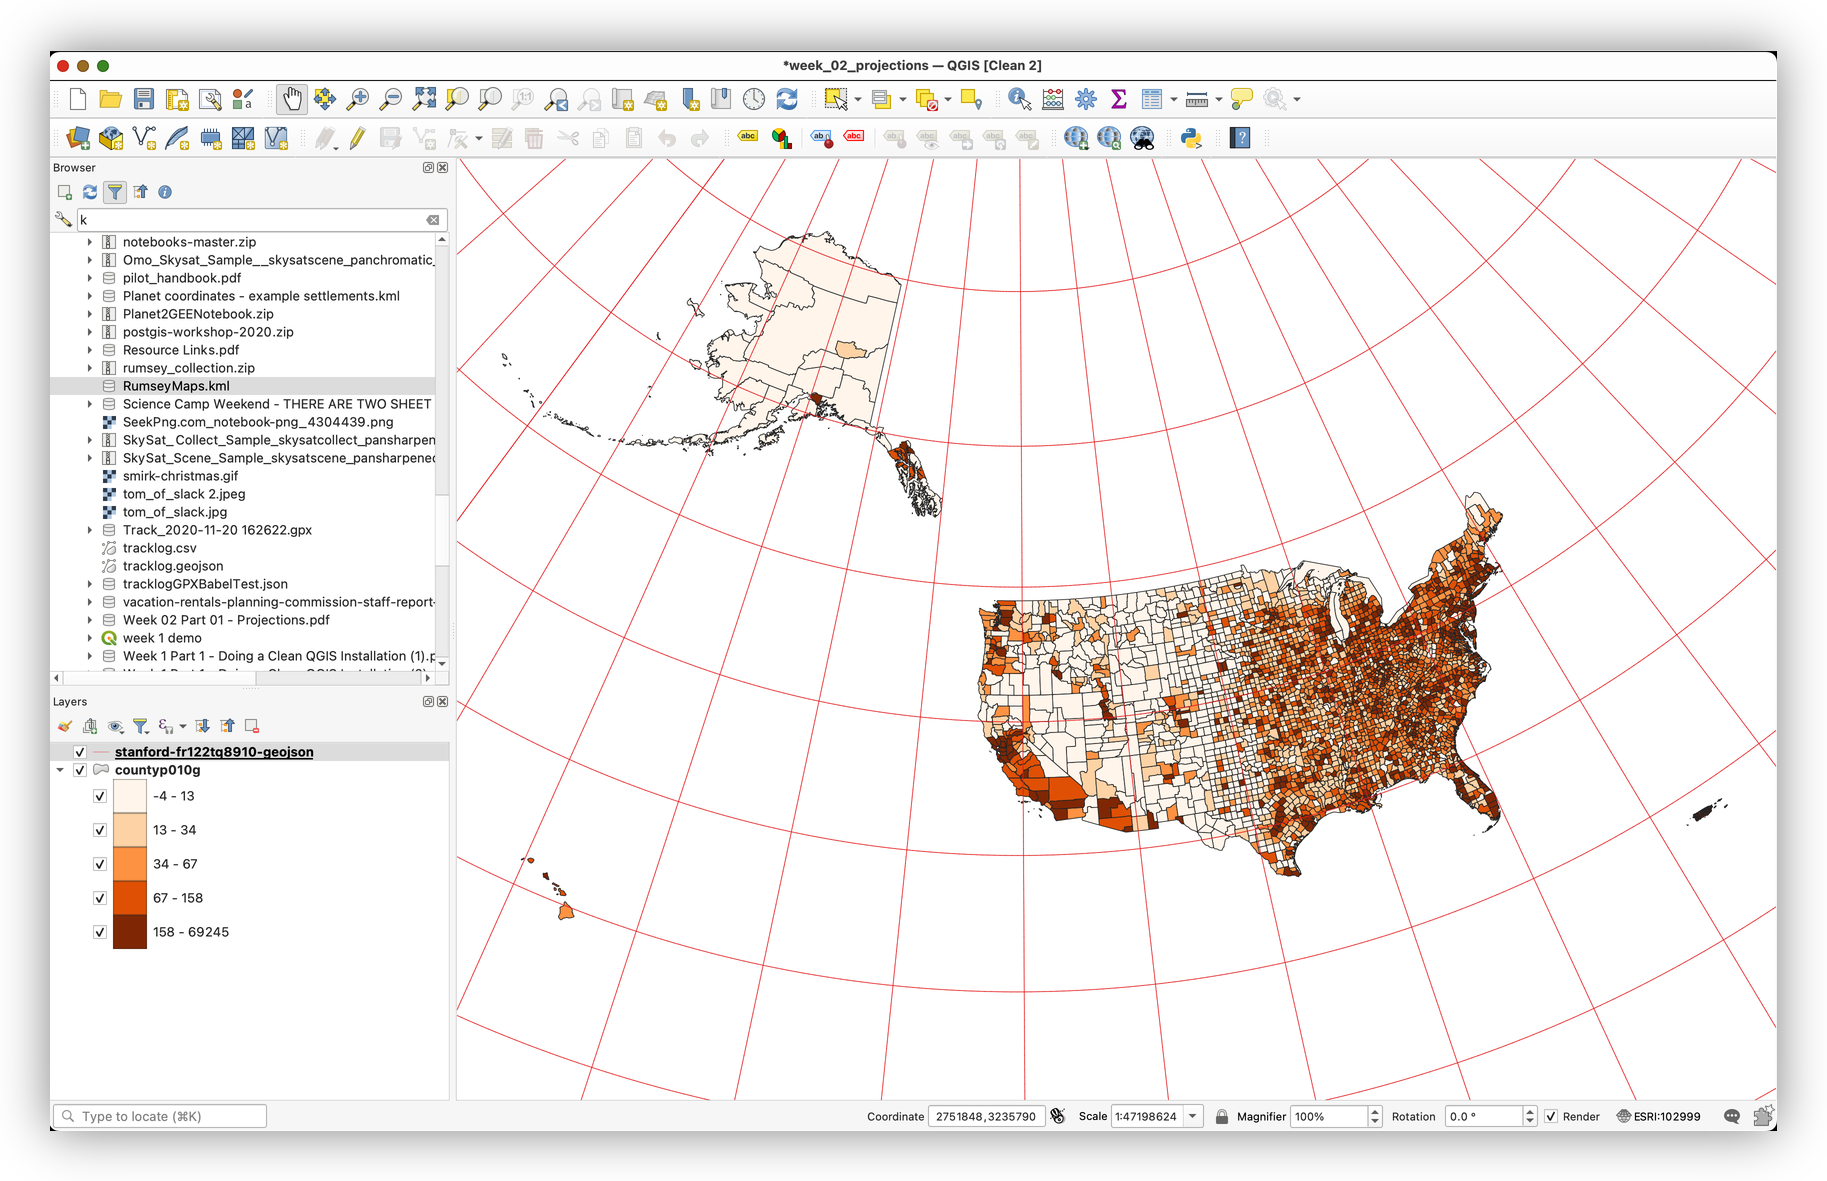 *week_02_projections — QGIS [Clean 2]
Browser
k
notebooks-master.zip
Omo_Skysat_Sample__skysatscene_panchromatic_
pilot_handbook.pdf
Planet coordinates - example settlements.kml
Planet2GEENotebook.zip
postgis-workshop-2020.zip
Resource Links.pdf
rumsey_collection.zip
RumseyMaps.kml
Science Camp Weekend - THERE ARE TWO SHEET
SeekPng.com_notebook-png_4304439.png
SkySat_Collect_Sample_skysatcollect_pansharpen
SkySat_Scene_Sample_skysatscene_pansharpened
smirk-christmas.gif
tom_of_slack 2.jpeg
tom_of_slack.jpg
Track_2020-11-20 162622.gpx
tracklog.csv
tracklog.geojson
tracklogGPXBabelTest.json
vacation-rentals-planning-commission-staff-report-
Week 02 Part 01 - Projections.pdf
week 1 demo
Week 1 Part 1 - Doing a Clean QGIS Installation (1).p
Layers
stanford-fr122tq8910-geojson
countyp010g
-4 - 13
13 - 34
34 - 67
67 - 158
158 - 69245
Type to locate (⌘K)
Coordinate 2751848,3235790 Scale 1:47198624 Magnifier 100% Rotation 0.0 ° Render ESRI:102999